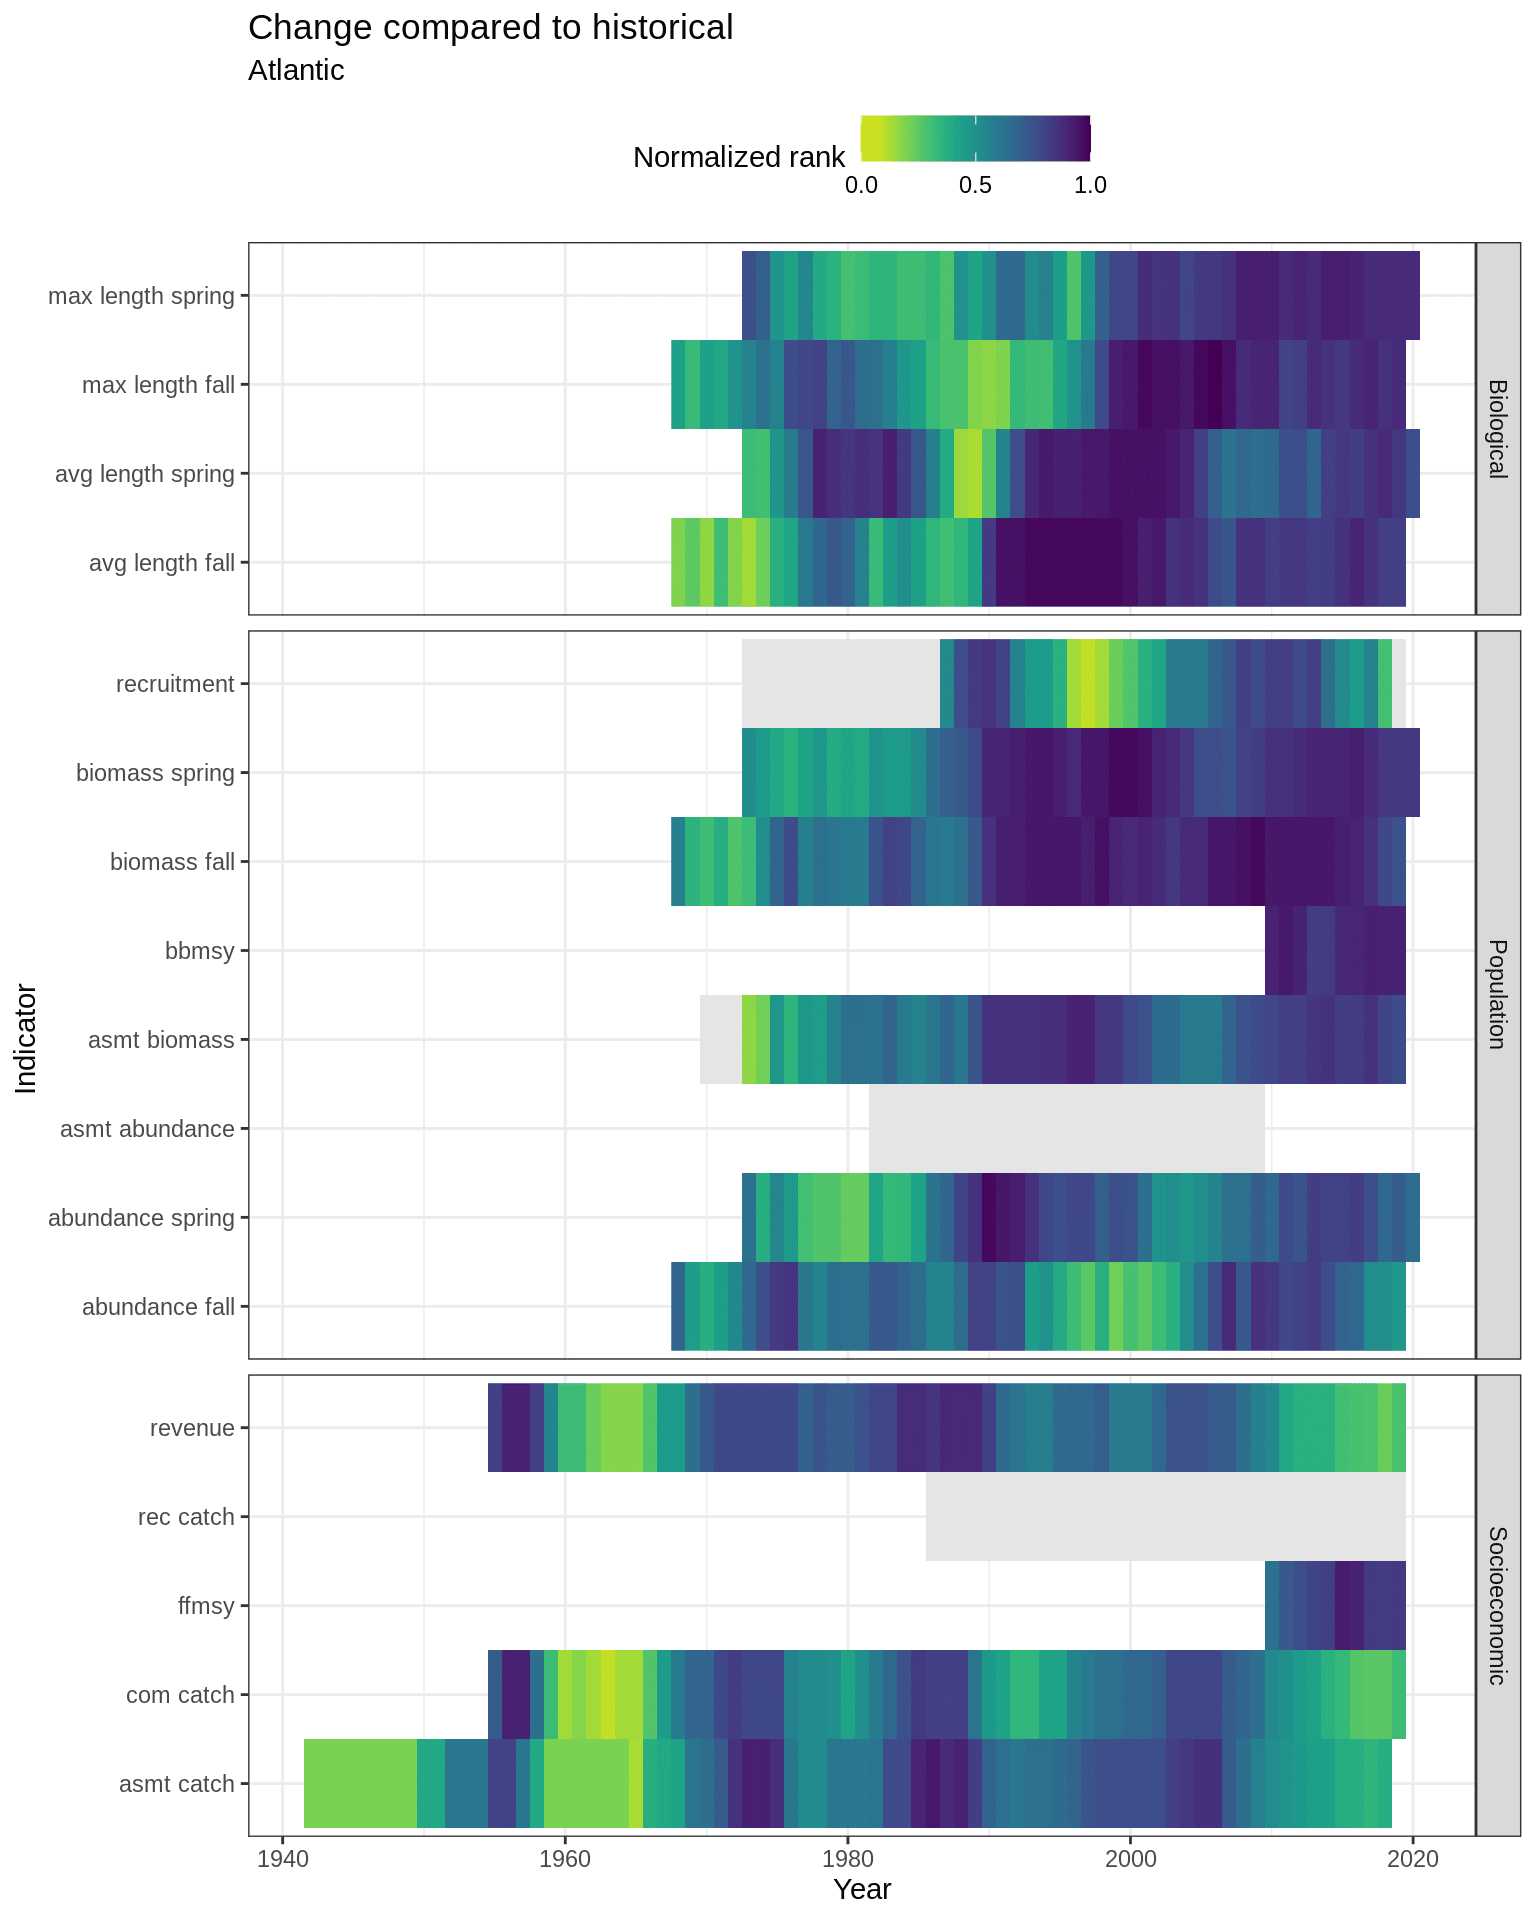 Change compared to historical
Atlantic
Normalized rank
0.0 0.5 1.0
max length spring
max length fall
avg length spring
avg length fall
Biological
recruitment
biomass spring
biomass fall
bbmsy
asmt biomass
asmt abundance
abundance spring
abundance fall
Population
revenue
rec catch
ffmsy
com catch
asmt catch
Socioeconomic
Indicator
1940 1960 1980 2000 2020
Year